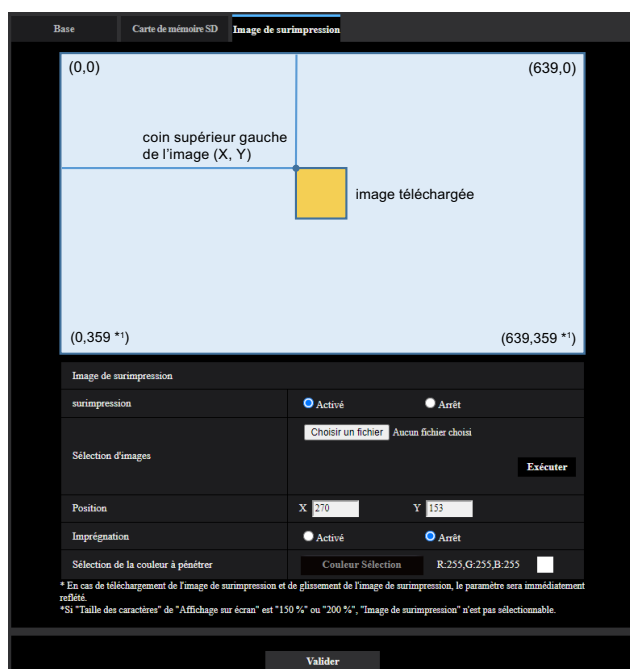 Base Carte de mémoire SD Image de surimpression
(0,0) (639,0)
coin supérieur gauche
de l'image (X, Y)
image téléchargée
(0,359 *1) (639,359 *1)
Image de surimpression
surimpression Activé Arrêt
Choisir un fichier Aucun fichier choisi
Sélection d'images
Exécuter
Position X 270 Y 153
Imprégnation Activé Arrêt
Sélection de la couleur à pénétrer Couleur Sélection R:255,G:255,B:255
* En cas de téléchargement de l'image de surimpression et de glissement de l'image de surimpression, le paramètre sera immédiatement
reflété.
*Si "Taille des caractères" de "Affichage sur écran" est "150 %" ou "200 %", "Image de surimpression" n'est pas sélectionnable.
Valider